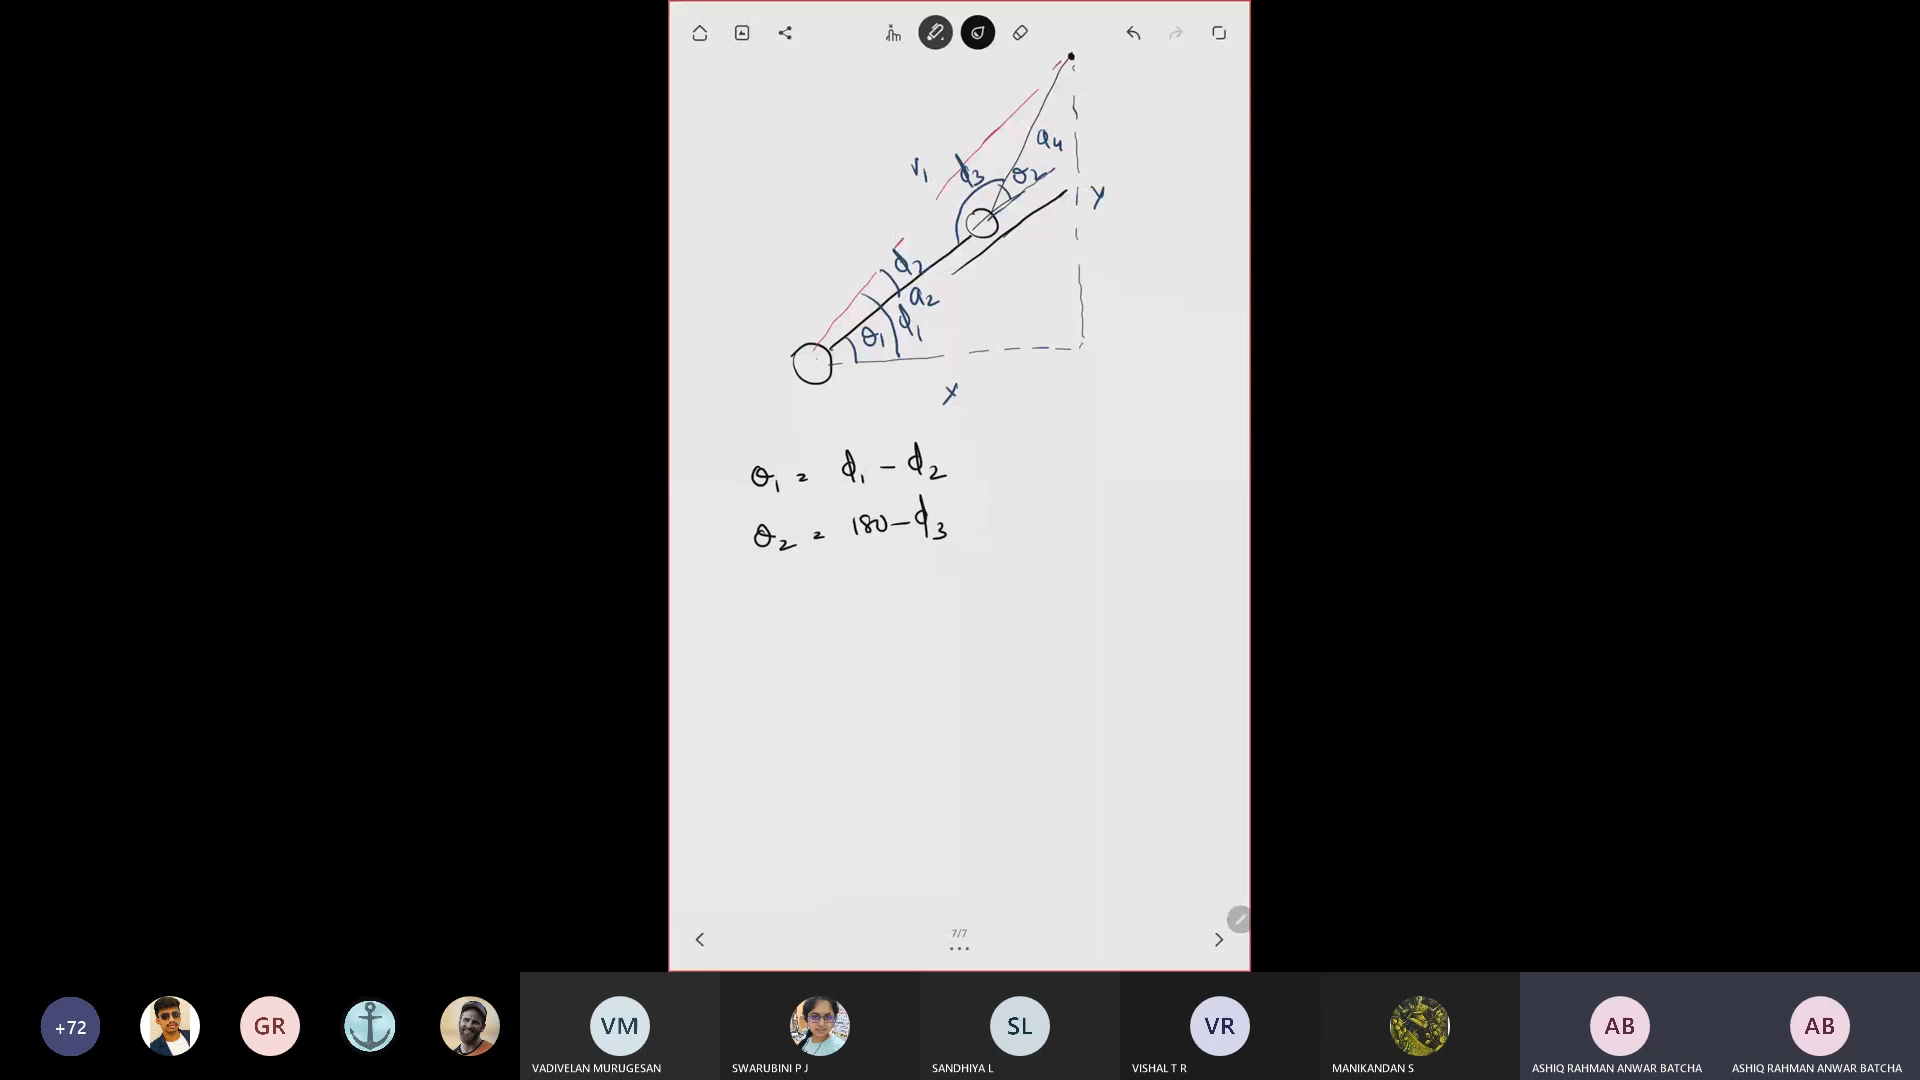 a₄
r₁ ϕ₃ θ₂
y
ϕ₂
a₂
θ₁ ϕ₁
x
θ₁ = ϕ₁ - ϕ₂
θ₂ = 180 - ϕ₃
7/7
+72
GR
VM
SL
VR
AB
AB
VADIVELAN MURUGESAN
SWARUBINI P J
SANDHIYA L
VISHAL T R
MANIKANDAN S
ASHIQ RAHMAN ANWAR BATCHA
ASHIQ RAHMAN ANWAR BATCHA